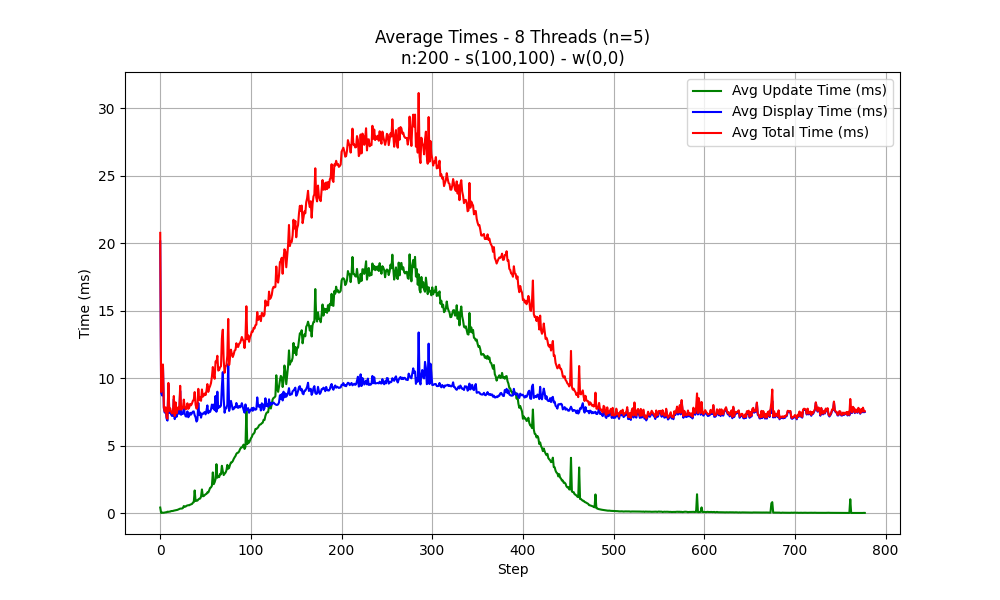 Average Times - 8 Threads (n=5)
n:200 - s(100,100) - w(0,0)
Avg Update Time (ms)
Avg Display Time (ms)
Avg Total Time (ms)
Time (ms)
30
25
20
15
10
5
0
0 100 200 300 400 500 600 700 800
Step